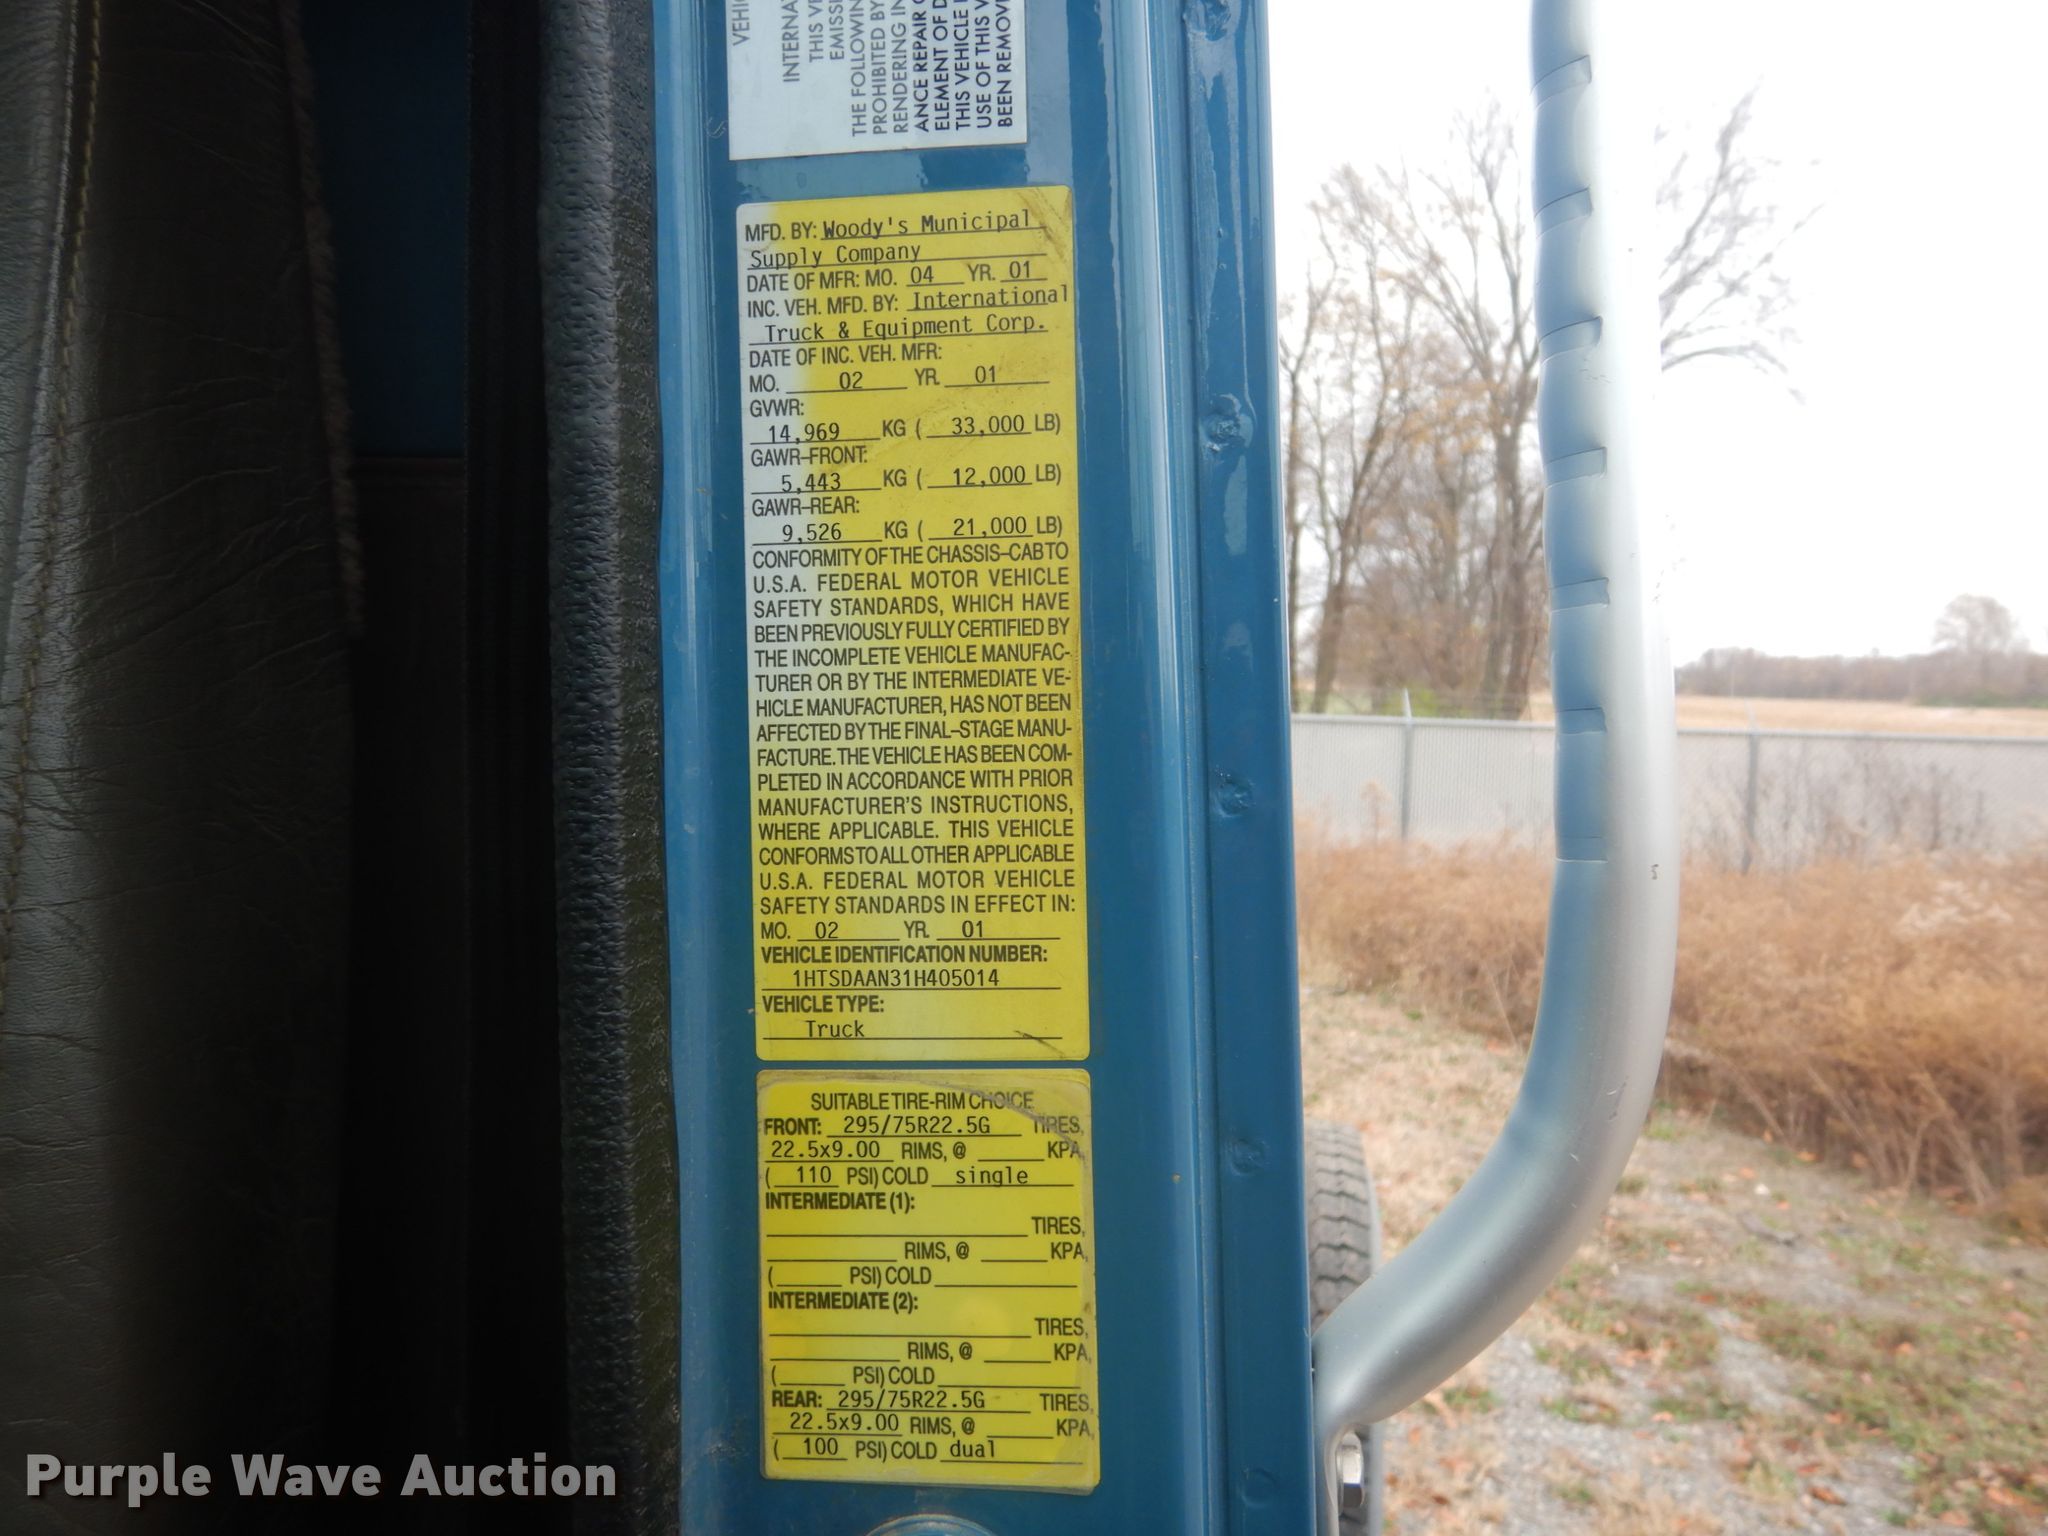 VEHIC
INTERNA
THIS VE
EMISSI
THE FOLLOWIN
PROHIBITED BY
RENDERING IN
ANCE REPAIR O
ELEMENT OF D
THIS VEHICLE
USE OF THIS V
BEEN REMOVE
MFD. BY: Woody's Municipal
Supply Company
DATE OF MFR: MO. 04 YR. 01
INC. VEH. MFD. BY: International
Truck & Equipment Corp.
DATE OF INC. VEH. MFR:
MO. 02 YR. 01
GVWR:
14,969 KG ( 33,000 LB)
GAWR-FRONT:
5,443 KG ( 12,000 LB)
GAWR-REAR:
9,526 KG ( 21,000 LB)
CONFORMITY OF THE CHASSIS-CAB TO
U.S.A. FEDERAL MOTOR VEHICLE
SAFETY STANDARDS, WHICH HAVE
BEEN PREVIOUSLY FULLY CERTIFIED BY
THE INCOMPLETE VEHICLE MANUFAC-
TURER OR BY THE INTERMEDIATE VE-
HICLE MANUFACTURER, HAS NOT BEEN
AFFECTED BY THE FINAL-STAGE MANU-
FACTURE. THE VEHICLE HAS BEEN COM-
PLETED IN ACCORDANCE WITH PRIOR
MANUFACTURER'S INSTRUCTIONS,
WHERE APPLICABLE. THIS VEHICLE
CONFORMS TO ALL OTHER APPLICABLE
U.S.A. FEDERAL MOTOR VEHICLE
SAFETY STANDARDS IN EFFECT IN:
MO. 02 YR. 01
VEHICLE IDENTIFICATION NUMBER:
1HTSDAAN31H405014
VEHICLE TYPE:
Truck
SUITABLE TIRE-RIM CHOICE
FRONT: 295/75R22.5G TIRES,
22.5x9.00 RIMS, @ KPA,
( 110 PSI) COLD single
INTERMEDIATE (1):
TIRES,
RIMS, @ KPA,
( PSI) COLD
INTERMEDIATE (2):
TIRES,
RIMS, @ KPA,
( PSI) COLD
REAR: 295/75R22.5G TIRES,
22.5x9.00 RIMS, @ KPA,
( 100 PSI) COLD dual
Purple Wave Auction